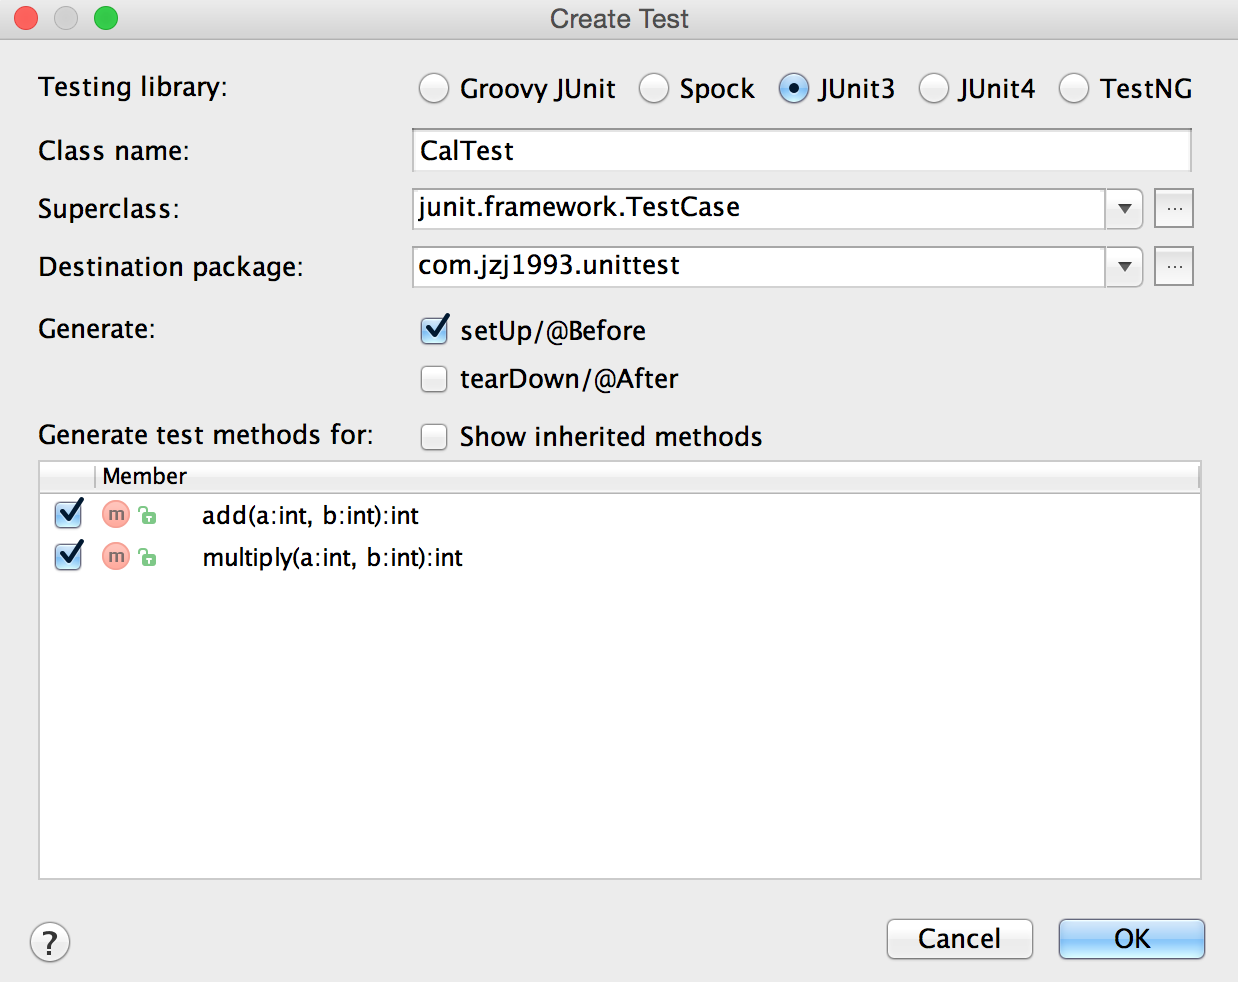 Create Test
Testing library: Groovy JUnit Spock JUnit3 JUnit4 TestNG
Class name: CalTest
Superclass: junit.framework.TestCase ...
Destination package: com.jzj1993.unittest ...
Generate: setUp/@Before
tearDown/@After
Generate test methods for: Show inherited methods
Member
m add(a:int, b:int):int
m multiply(a:int, b:int):int
? Cancel OK